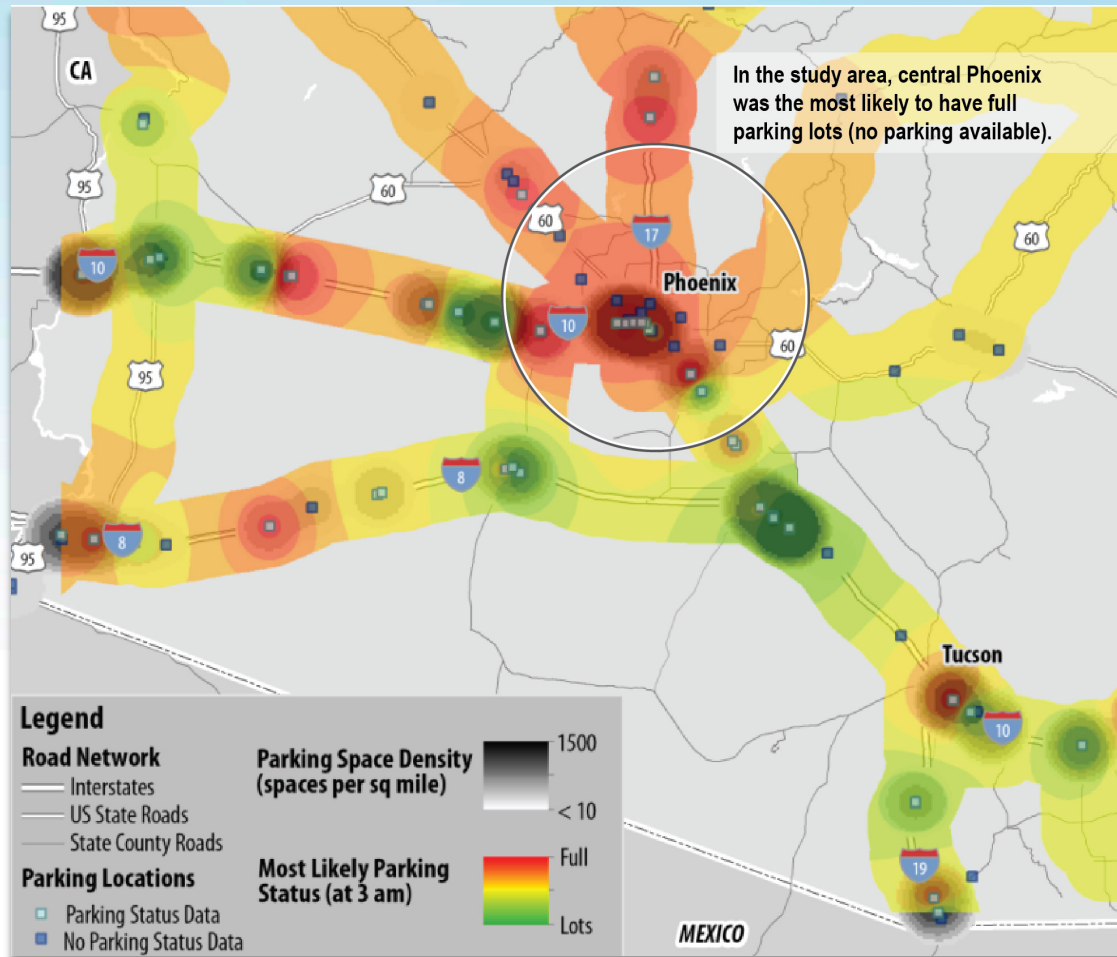 95
CA
In the study area, central Phoenix
was the most likely to have full
parking lots (no parking available).
95
60
60
17
60
10
Phoenix
10
60
95
8
8
95
Tucson
10
19
MEXICO
Legend
Road Network
Interstates
US State Roads
State County Roads
Parking Locations
Parking Status Data
No Parking Status Data
Parking Space Density
(spaces per sq mile)
1500
< 10
Most Likely Parking
Status (at 3 am)
Full
Lots